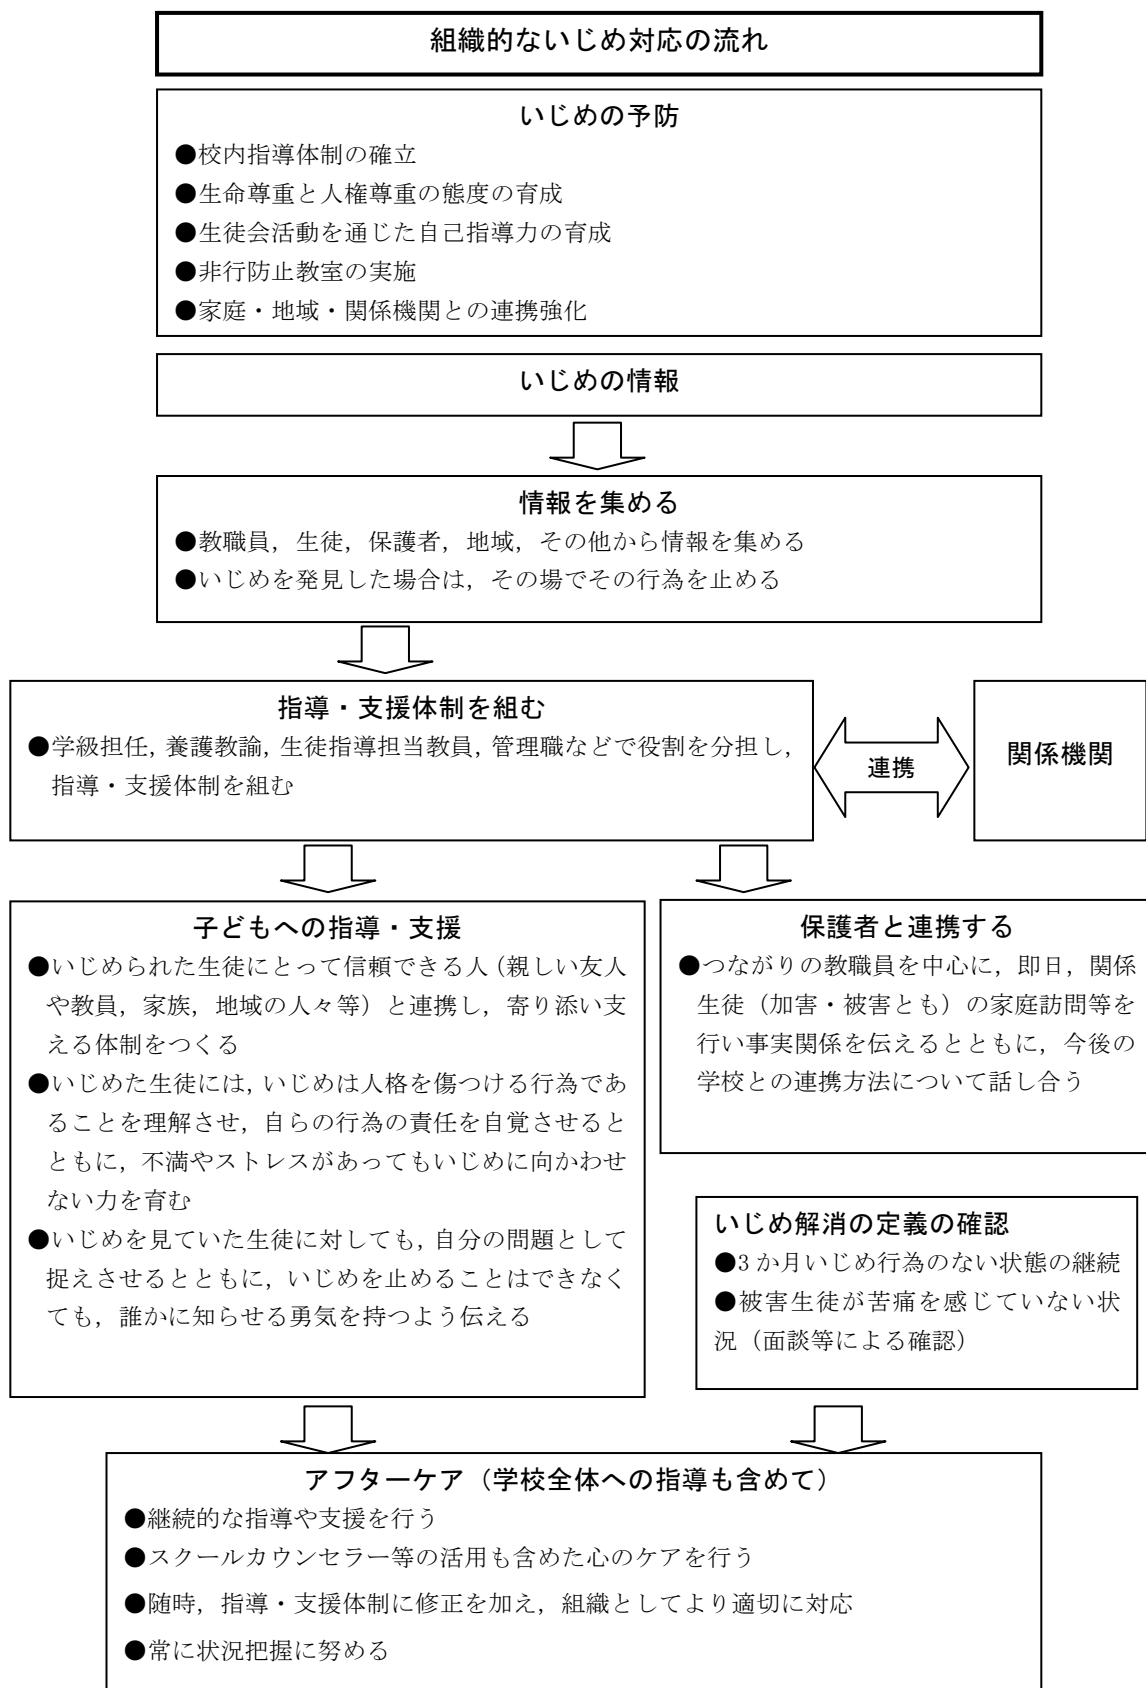 組織的ないじめ対応の流れ
いじめの予防
●校内指導体制の確立
●生命尊重と人権尊重の態度の育成
●生徒会活動を通じた自己指導力の育成
●非行防止教室の実施
●家庭・地域・関係機関との連携強化
いじめの情報
情報を集める
●教職員，生徒，保護者，地域，その他から情報を集める
●いじめを発見した場合は，その場でその行為を止める
指導・支援体制を組む
●学級担任，養護教諭，生徒指導担当教員，管理職などで役割を分担し，
指導・支援体制を組む
連携
関係機関
子どもへの指導・支援
●いじめられた生徒にとって信頼できる人（親しい友人
や教員，家族，地域の人々等）と連携し，寄り添い支
える体制をつくる
●いじめた生徒には，いじめは人格を傷つける行為であ
ることを理解させ，自らの行為の責任を自覚させると
ともに，不満やストレスがあってもいじめに向かわせ
ない力を育む
●いじめを見ていた生徒に対しても，自分の問題として
捉えさせるとともに，いじめを止めることはできなく
ても，誰かに知らせる勇気を持つよう伝える
保護者と連携する
●つながりの教職員を中心に，即日，関係
生徒（加害・被害とも）の家庭訪問等を
行い事実関係を伝えるとともに，今後の
学校との連携方法について話し合う
いじめ解消の定義の確認
●3か月いじめ行為のない状態の継続
●被害生徒が苦痛を感じていない状
況（面談等による確認）
アフターケア（学校全体への指導も含めて）
●継続的な指導や支援を行う
●スクールカウンセラー等の活用も含めた心のケアを行う
●随時，指導・支援体制に修正を加え，組織としてより適切に対応
●常に状況把握に努める